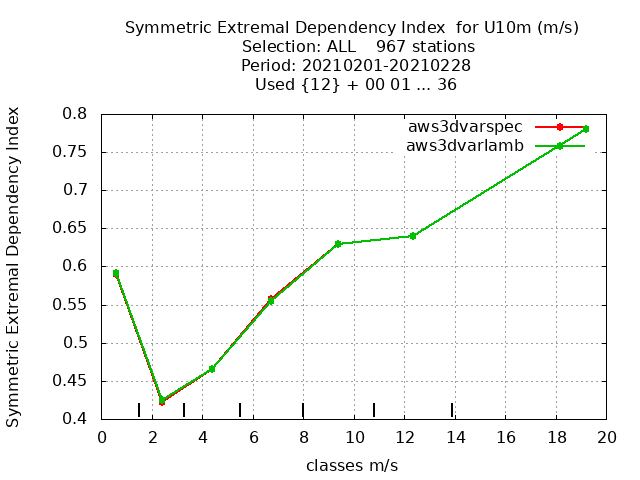 Symmetric Extremal Dependency Index  for U10m (m/s)
Selection: ALL    967 stations
Period: 20210201-20210228
Used {12} + 00 01 ... 36
Symmetric Extremal Dependency Index
0.8
0.75
0.7
0.65
0.6
0.55
0.5
0.45
0.4
aws3dvarspec
aws3dvarlamb
0 2 4 6 8 10 12 14 16 18 20
classes m/s